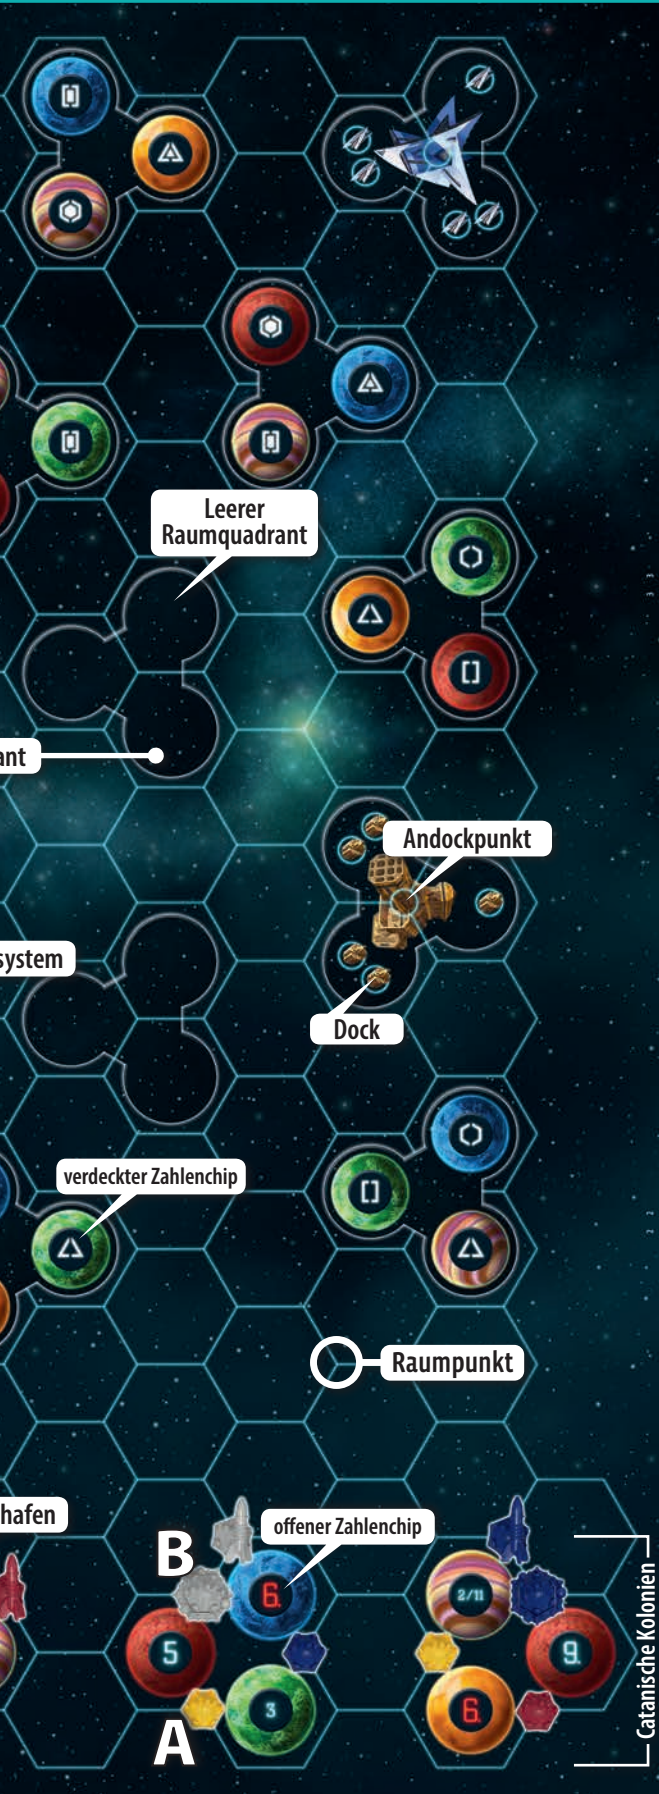 Leerer
Raumquadrant
ant
Andockpunkt
system
Dock
verdeckter Zahlenchip
Raumpunkt
hafen
B
offener Zahlenchip
6.
2/11
5
9.
3
6.
A
Catanische Kolonien